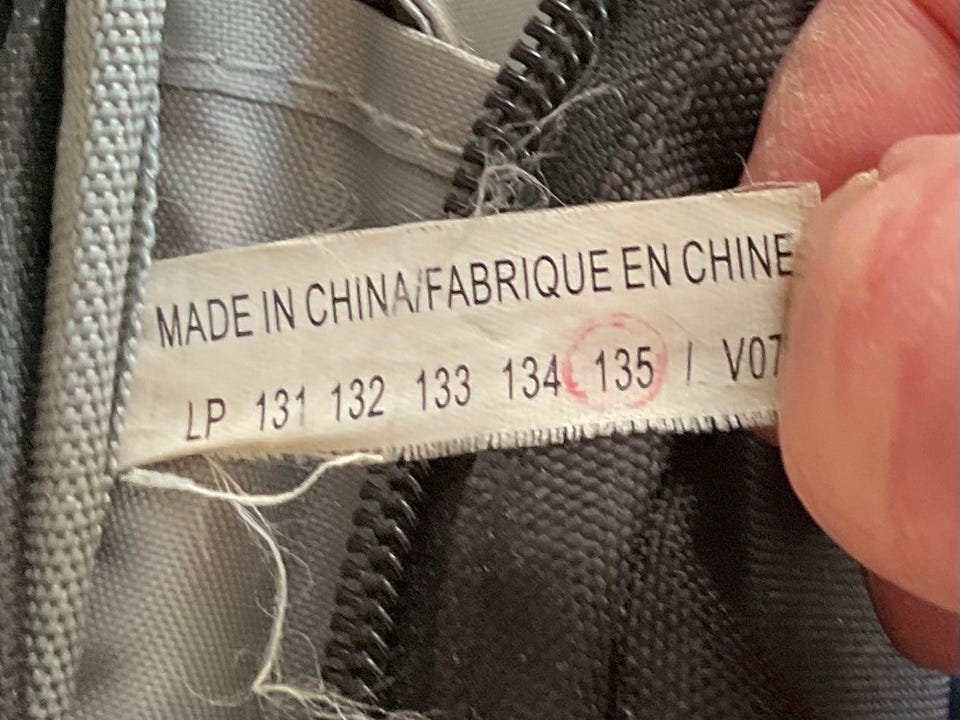 MADE IN CHINA/FABRIQUE EN CHINE
LP 131 132 133 134 135 / V07